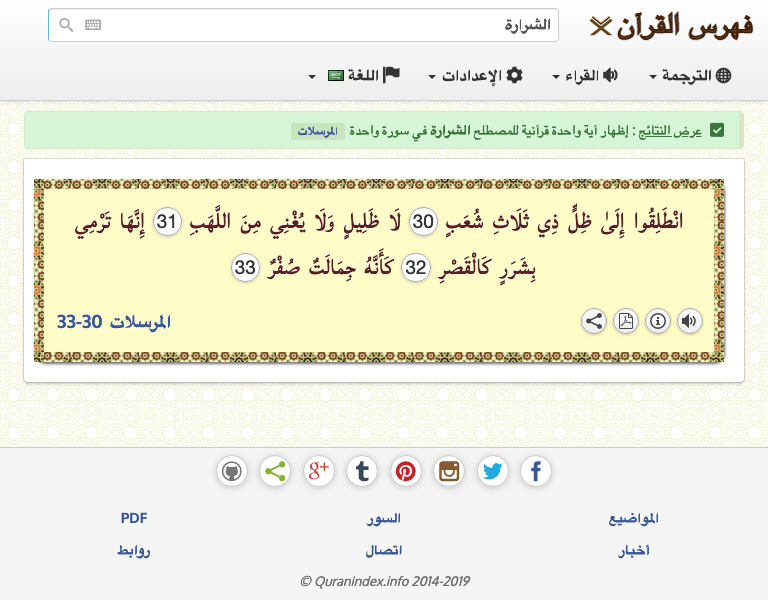 فهرس القرآن
الشرارة
الترجمة
القراء
الإعدادات
اللغة
عرض النتائج : إظهار آية واحدة قرآنية للمصطلح الشرارة في سورة واحدة المرسلات
انْطَلِقُوا إِلَىٰ ظِلٍّ ذِي ثَلَاثِ شُعَبٍ 30 لَا ظَلِيلٍ وَلَا يُغْنِي مِنَ اللَّهَبِ 31 إِنَّهَا تَرْمِي
بِشَرَرٍ كَالْقَصْرِ 32 كَأَنَّهُ جِمَالَتٌ صُفْرٌ 33
المرسلات 30-33
المواضيع
السور
PDF
أخبار
اتصال
روابط
© Quranindex.info 2014-2019